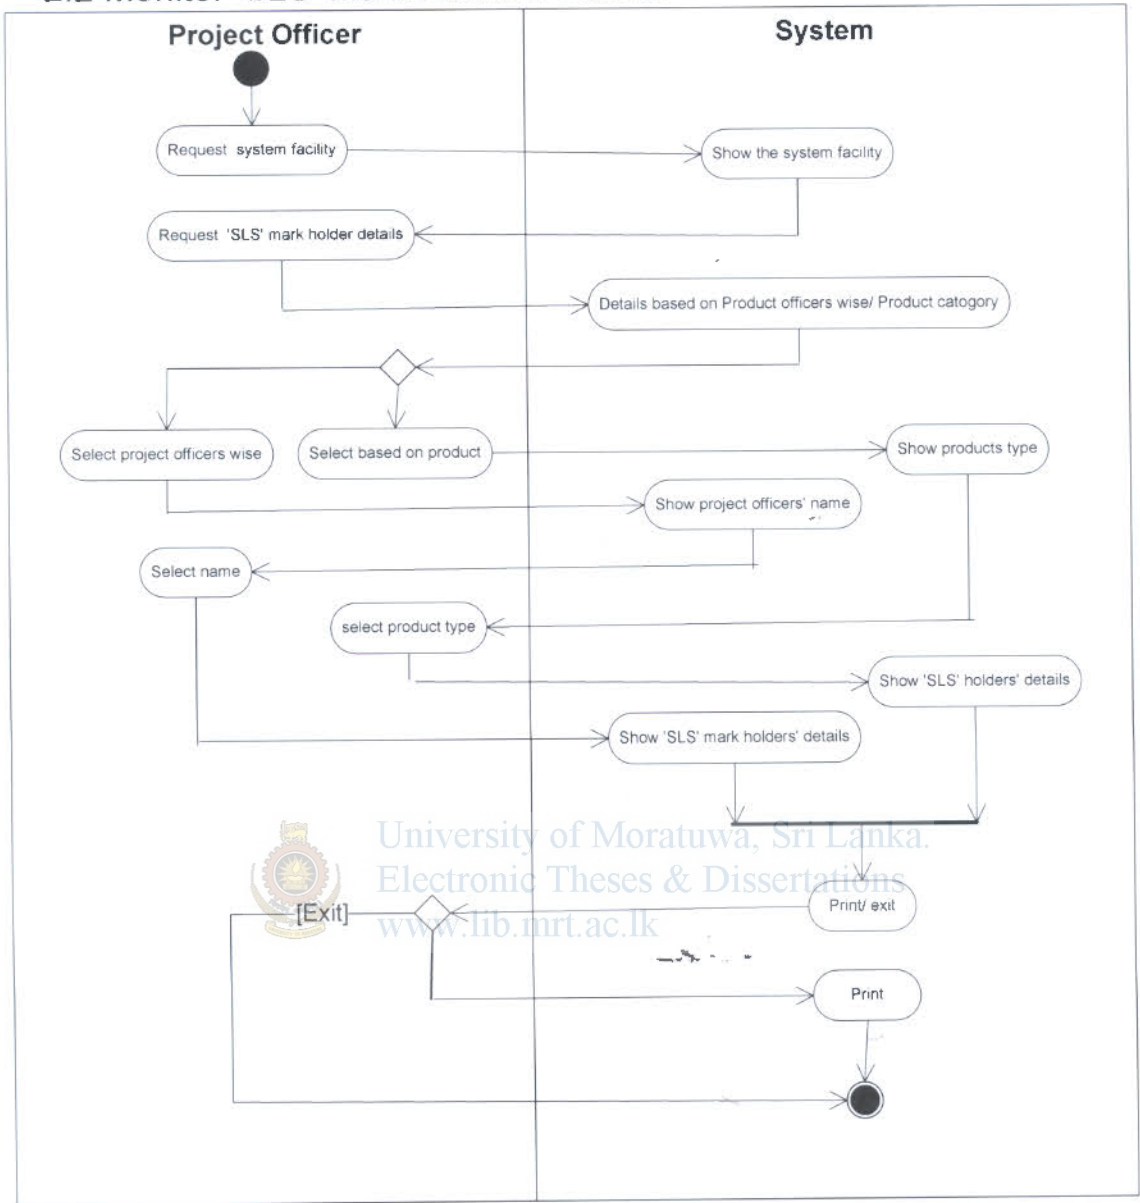 Project Officer
System
Request system facility
Show the system facility
Request 'SLS' mark holder details
Details based on Product officers wise/ Product catogory
Select project officers wise
Select based on product
Show products type
Show project officers' name
Select name
select product type
Show 'SLS' holders' details
Show 'SLS' mark holders' details
University of Moratuwa, Sri Lanka.
Electronic Theses & Dissertations
www.lib.mrt.ac.lk
[Exit]
Print/ exit
Print